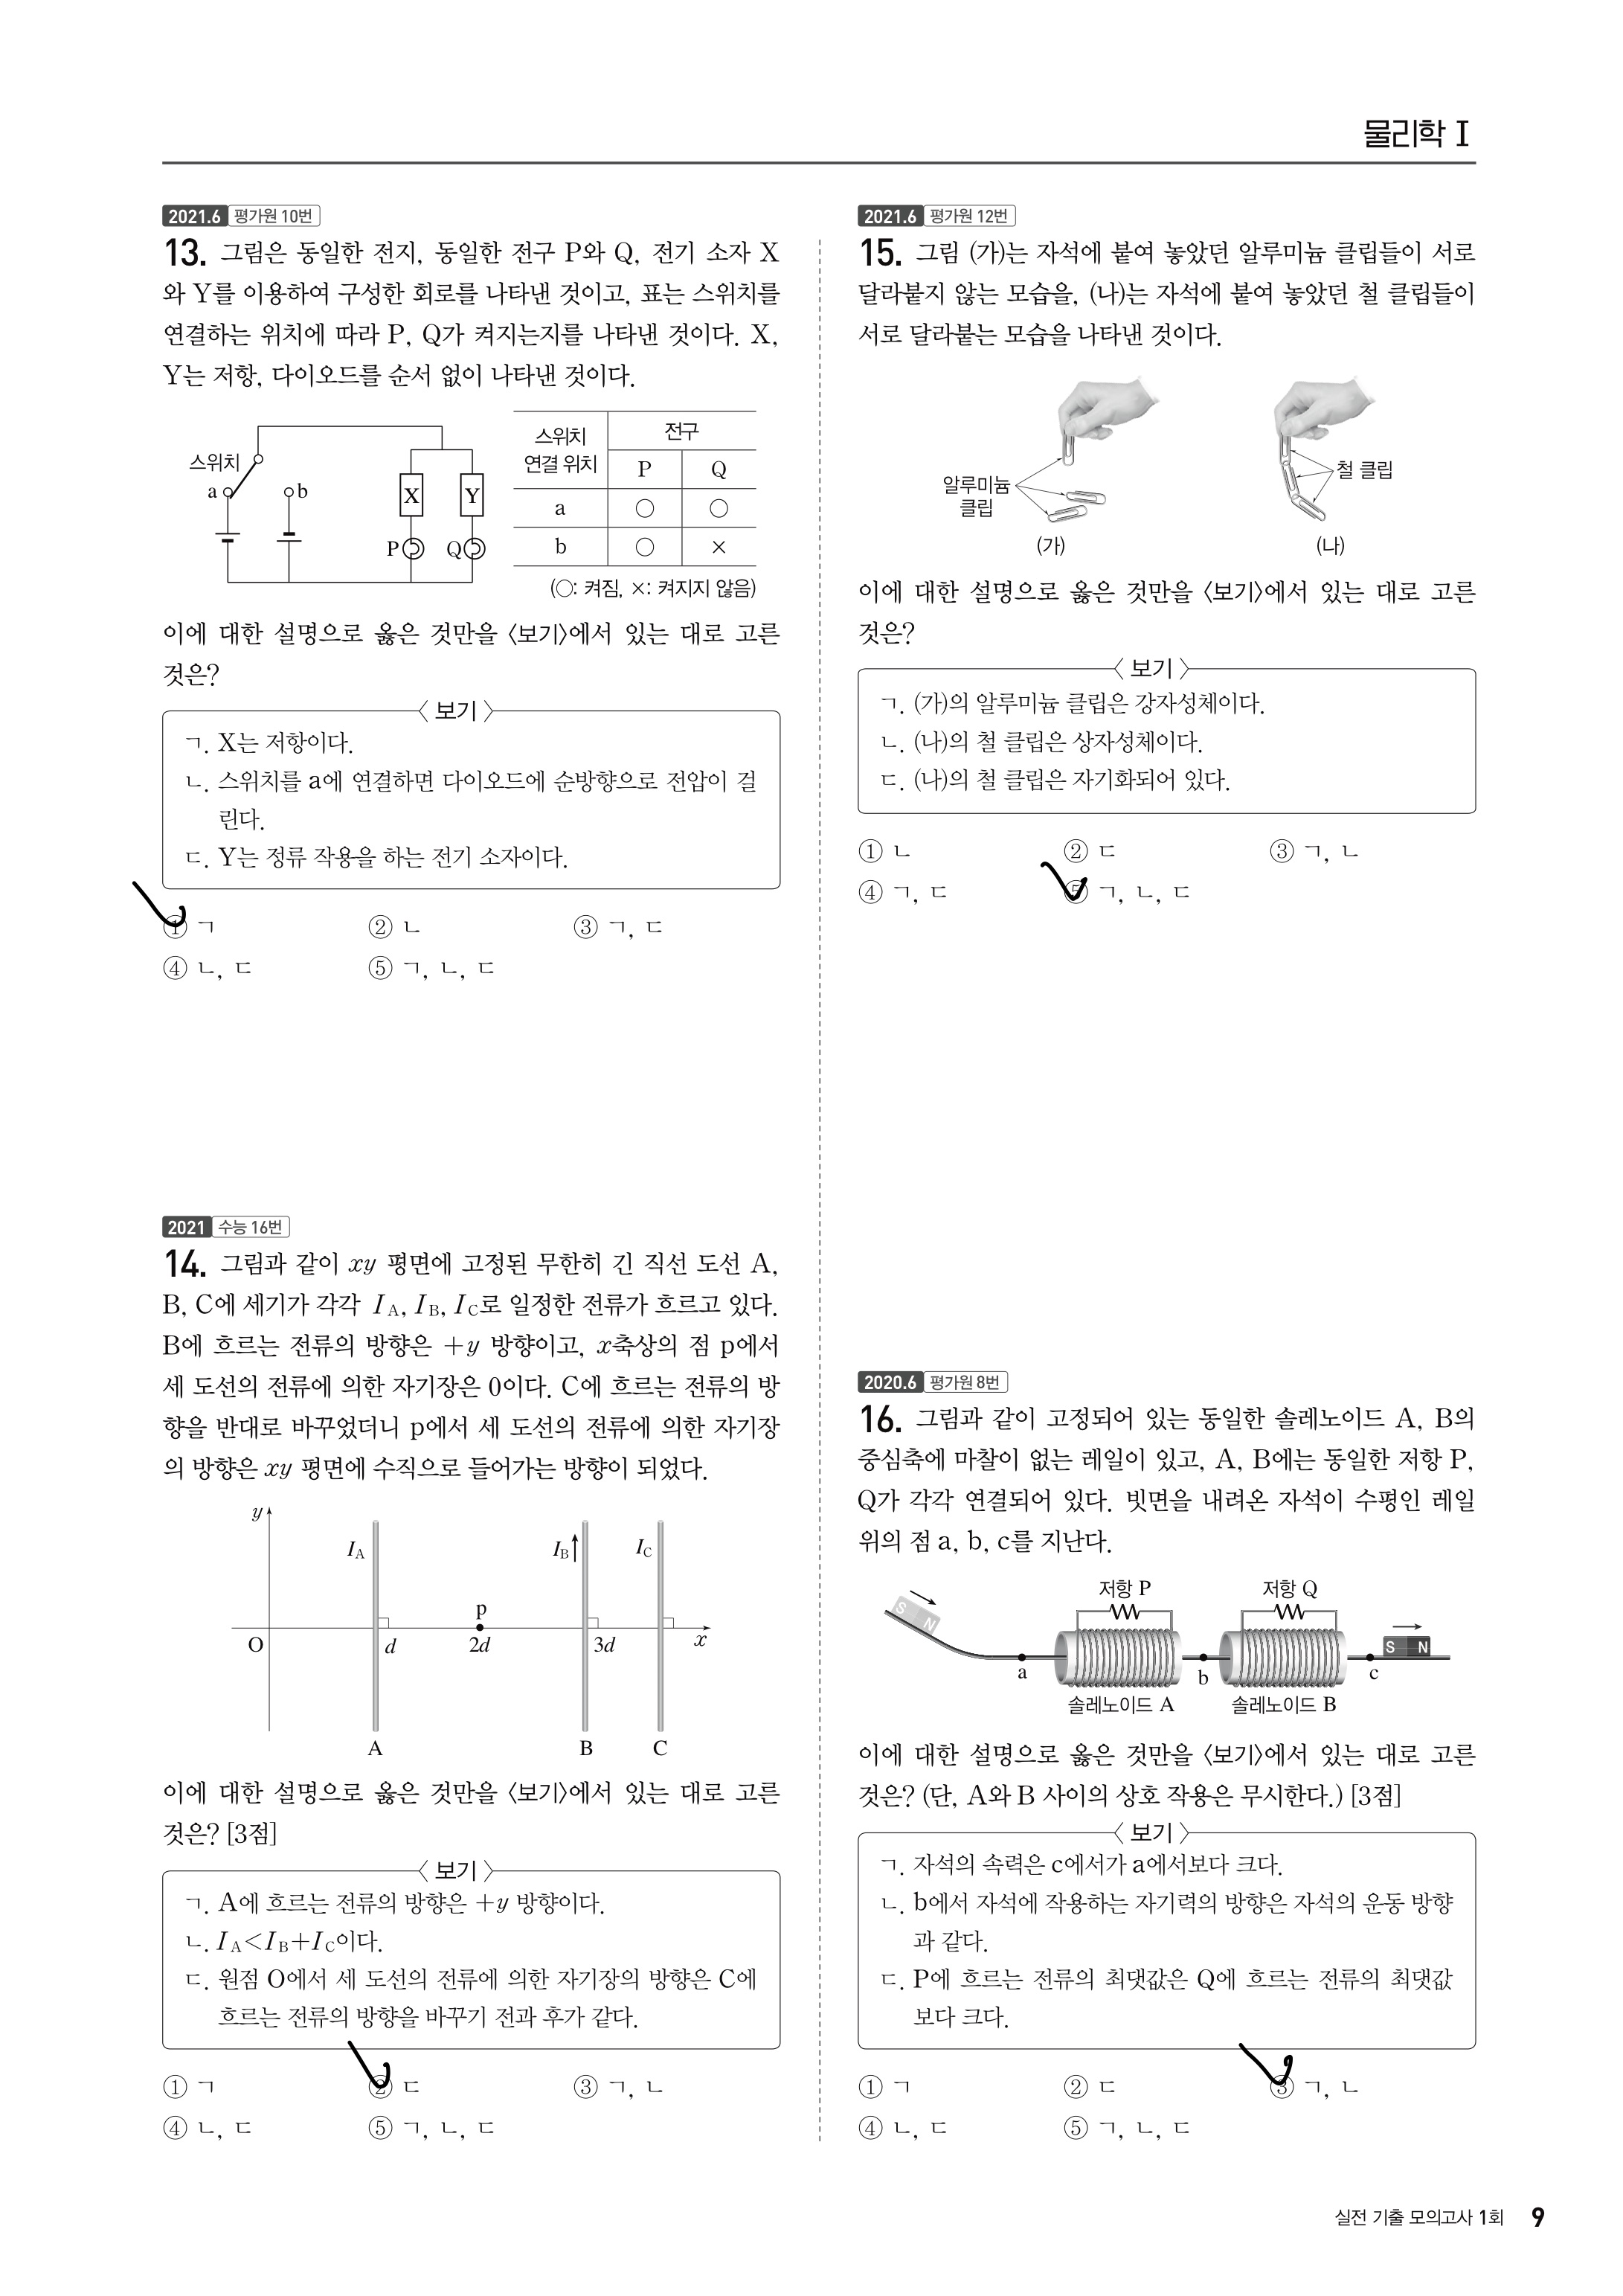 물리학 Ⅰ
2021.6 평가원 10번
13. 그림은 동일한 전지, 동일한 전구 P와 Q, 전기 소자 X
와 Y를 이용하여 구성한 회로를 나타낸 것이고, 표는 스위치를
연결하는 위치에 따라 P, Q가 켜지는지를 나타낸 것이다. X,
Y는 저항, 다이오드를 순서 없이 나타낸 것이다.
스위치
a
b
X
Y
P
Q
스위치 전구
연결 위치 P Q
a ○ ○
b ○ ×
(○: 켜짐, ×: 켜지지 않음)
이에 대한 설명으로 옳은 것만을 〈보기〉에서 있는 대로 고른
것은?
〈 보기 〉
ㄱ. X는 저항이다.
ㄴ. 스위치를 a에 연결하면 다이오드에 순방향으로 전압이 걸
린다.
ㄷ. Y는 정류 작용을 하는 전기 소자이다.
① ㄱ ② ㄴ ③ ㄱ, ㄷ
④ ㄴ, ㄷ ⑤ ㄱ, ㄴ, ㄷ
2021 수능 16번
14. 그림과 같이 xy 평면에 고정된 무한히 긴 직선 도선 A,
B, C에 세기가 각각 I_A, I_B, I_C로 일정한 전류가 흐르고 있다.
B에 흐르는 전류의 방향은 +y 방향이고, x축상의 점 p에서
세 도선의 전류에 의한 자기장은 0이다. C에 흐르는 전류의 방
향을 반대로 바꾸었더니 p에서 세 도선의 전류에 의한 자기장
의 방향은 xy 평면에 수직으로 들어가는 방향이 되었다.
y
I_A I_B I_C
p
O d 2d 3d x
A B C
이에 대한 설명으로 옳은 것만을 〈보기〉에서 있는 대로 고른
것은? [3점]
〈 보기 〉
ㄱ. A에 흐르는 전류의 방향은 +y 방향이다.
ㄴ. I_A<I_B+I_C이다.
ㄷ. 원점 O에서 세 도선의 전류에 의한 자기장의 방향은 C에
흐르는 전류의 방향을 바꾸기 전과 후가 같다.
① ㄱ ② ㄷ ③ ㄱ, ㄴ
④ ㄴ, ㄷ ⑤ ㄱ, ㄴ, ㄷ
2021.6 평가원 12번
15. 그림 (가)는 자석에 붙여 놓았던 알루미늄 클립들이 서로
달라붙지 않는 모습을, (나)는 자석에 붙여 놓았던 철 클립들이
서로 달라붙는 모습을 나타낸 것이다.
알루미늄
클립
철 클립
(가) (나)
이에 대한 설명으로 옳은 것만을 〈보기〉에서 있는 대로 고른
것은?
〈 보기 〉
ㄱ. (가)의 알루미늄 클립은 강자성체이다.
ㄴ. (나)의 철 클립은 상자성체이다.
ㄷ. (나)의 철 클립은 자기화되어 있다.
① ㄴ ② ㄷ ③ ㄱ, ㄴ
④ ㄱ, ㄷ ⑤ ㄱ, ㄴ, ㄷ
2020.6 평가원 8번
16. 그림과 같이 고정되어 있는 동일한 솔레노이드 A, B의
중심축에 마찰이 없는 레일이 있고, A, B에는 동일한 저항 P,
Q가 각각 연결되어 있다. 빗면을 내려온 자석이 수평인 레일
위의 점 a, b, c를 지난다.
저항 P 저항 Q
S N
S N
a b c
솔레노이드 A 솔레노이드 B
이에 대한 설명으로 옳은 것만을 〈보기〉에서 있는 대로 고른
것은? (단, A와 B 사이의 상호 작용은 무시한다.) [3점]
〈 보기 〉
ㄱ. 자석의 속력은 c에서가 a에서보다 크다.
ㄴ. b에서 자석에 작용하는 자기력의 방향은 자석의 운동 방향
과 같다.
ㄷ. P에 흐르는 전류의 최댓값은 Q에 흐르는 전류의 최댓값
보다 크다.
① ㄱ ② ㄷ ③ ㄱ, ㄴ
④ ㄴ, ㄷ ⑤ ㄱ, ㄴ, ㄷ
실전 기출 모의고사 1회 9